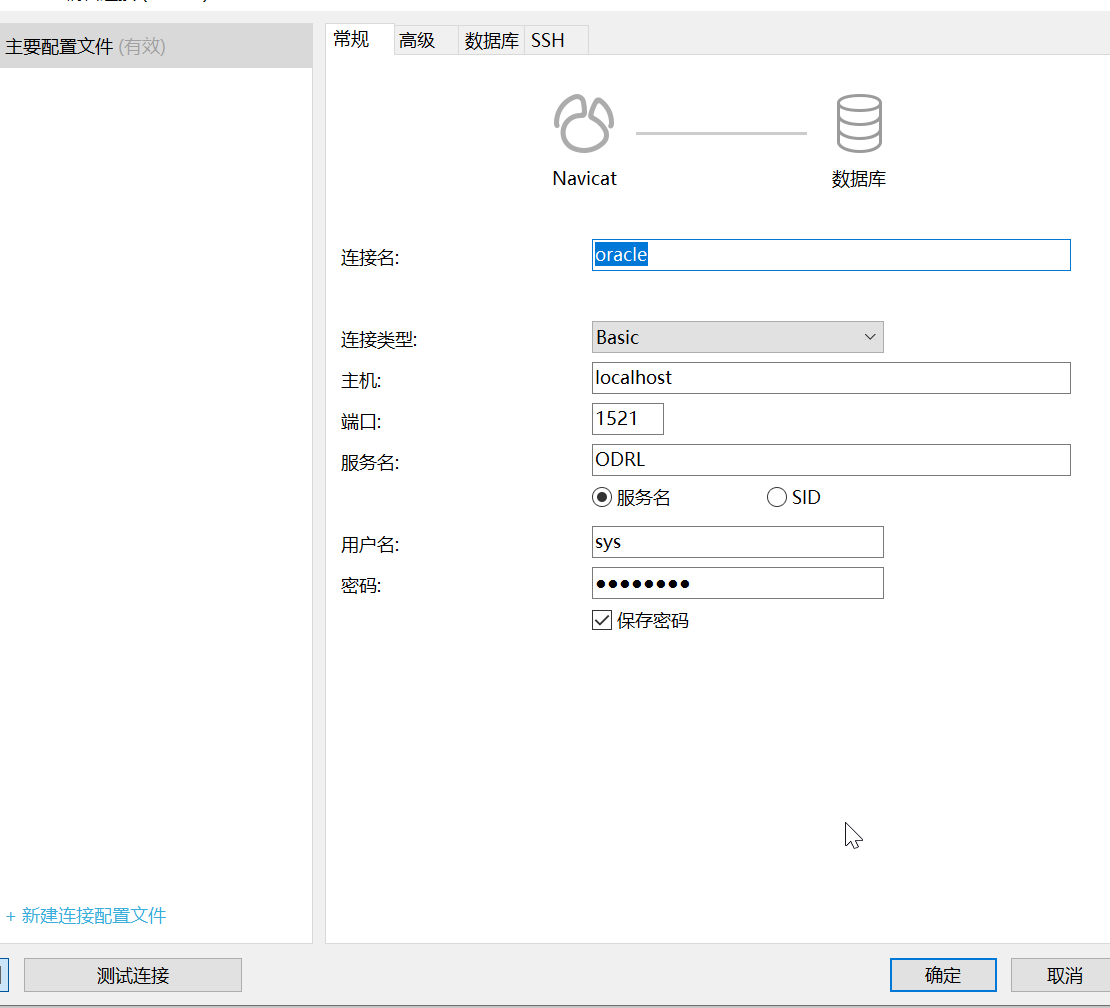 主要配置文件 (有效)
常规 高级 数据库 SSH
Navicat 数据库
连接名: oracle
连接类型: Basic
主机: localhost
端口: 1521
服务名: ODRL
服务名 SID
用户名: sys
密码: ●●●●●●●●
保存密码
+ 新建连接配置文件
测试连接 确定 取消